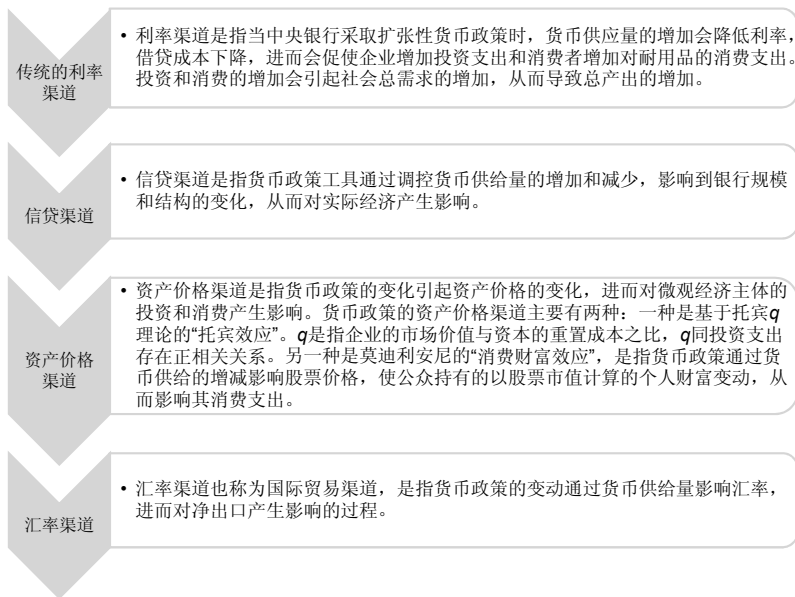 传统的利率
渠道
• 利率渠道是指当中央银行采取扩张性货币政策时，货币供应量的增加会降低利率，
借贷成本下降，进而会促使企业增加投资支出和消费者增加对耐用品的消费支出。
投资和消费的增加会引起社会总需求的增加，从而导致总产出的增加。
信贷渠道
• 信贷渠道是指货币政策工具通过调控货币供给量的增加和减少，影响到银行规模
和结构的变化，从而对实际经济产生影响。
资产价格
渠道
• 资产价格渠道是指货币政策的变化引起资产价格的变化，进而对微观经济主体的
投资和消费产生影响。货币政策的资产价格渠道主要有两种：一种是基于托宾q
理论的“托宾效应”。q是指企业的市场价值与资本的重置成本之比，q同投资支出
存在正相关关系。另一种是莫迪利安尼的“消费财富效应”，是指货币政策通过货
币供给的增减影响股票价格，使公众持有的以股票市值计算的个人财富变动，从
而影响其消费支出。
汇率渠道
• 汇率渠道也称为国际贸易渠道，是指货币政策的变动通过货币供给量影响汇率，
进而对净出口产生影响的过程。